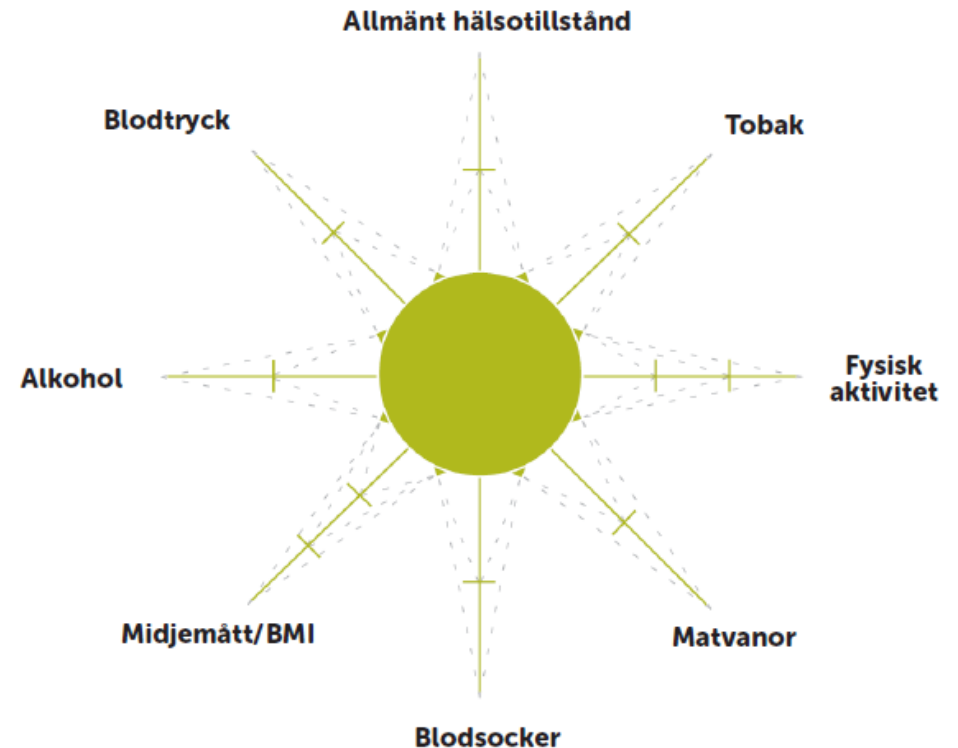 Allmänt hälsotillstånd
Blodtryck
Tobak
Alkohol
Fysisk
aktivitet
Midjemått/BMI
Matvanor
Blodsocker